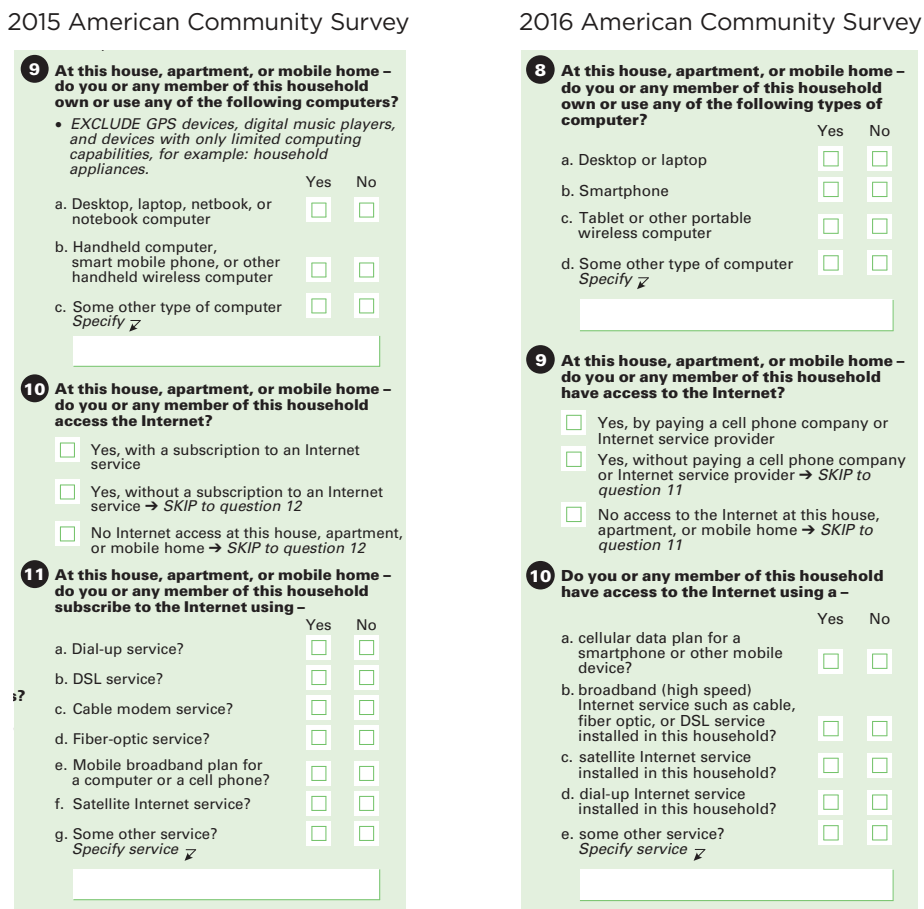 2015 American Community Survey
9 At this house, apartment, or mobile home –
do you or any member of this household
own or use any of the following computers?
• EXCLUDE GPS devices, digital music players,
and devices with only limited computing
capabilities, for example: household
appliances.
Yes No
a. Desktop, laptop, netbook, or
notebook computer
b. Handheld computer,
smart mobile phone, or other
handheld wireless computer
c. Some other type of computer
Specify
10 At this house, apartment, or mobile home –
do you or any member of this household
access the Internet?
Yes, with a subscription to an Internet
service
Yes, without a subscription to an Internet
service ➔ SKIP to question 12
No Internet access at this house, apartment,
or mobile home ➔ SKIP to question 12
11 At this house, apartment, or mobile home –
do you or any member of this household
subscribe to the Internet using –
Yes No
a. Dial-up service?
b. DSL service?
s?
c. Cable modem service?
d. Fiber-optic service?
e. Mobile broadband plan for
a computer or a cell phone?
f. Satellite Internet service?
g. Some other service?
Specify service
2016 American Community Survey
8 At this house, apartment, or mobile home –
do you or any member of this household
own or use any of the following types of
computer?
Yes No
a. Desktop or laptop
b. Smartphone
c. Tablet or other portable
wireless computer
d. Some other type of computer
Specify
9 At this house, apartment, or mobile home –
do you or any member of this household
have access to the Internet?
Yes, by paying a cell phone company or
Internet service provider
Yes, without paying a cell phone company
or Internet service provider ➔ SKIP to
question 11
No access to the Internet at this house,
apartment, or mobile home ➔ SKIP to
question 11
10 Do you or any member of this household
have access to the Internet using a –
Yes No
a. cellular data plan for a
smartphone or other mobile
device?
b. broadband (high speed)
Internet service such as cable,
fiber optic, or DSL service
installed in this household?
c. satellite Internet service
installed in this household?
d. dial-up Internet service
installed in this household?
e. some other service?
Specify service